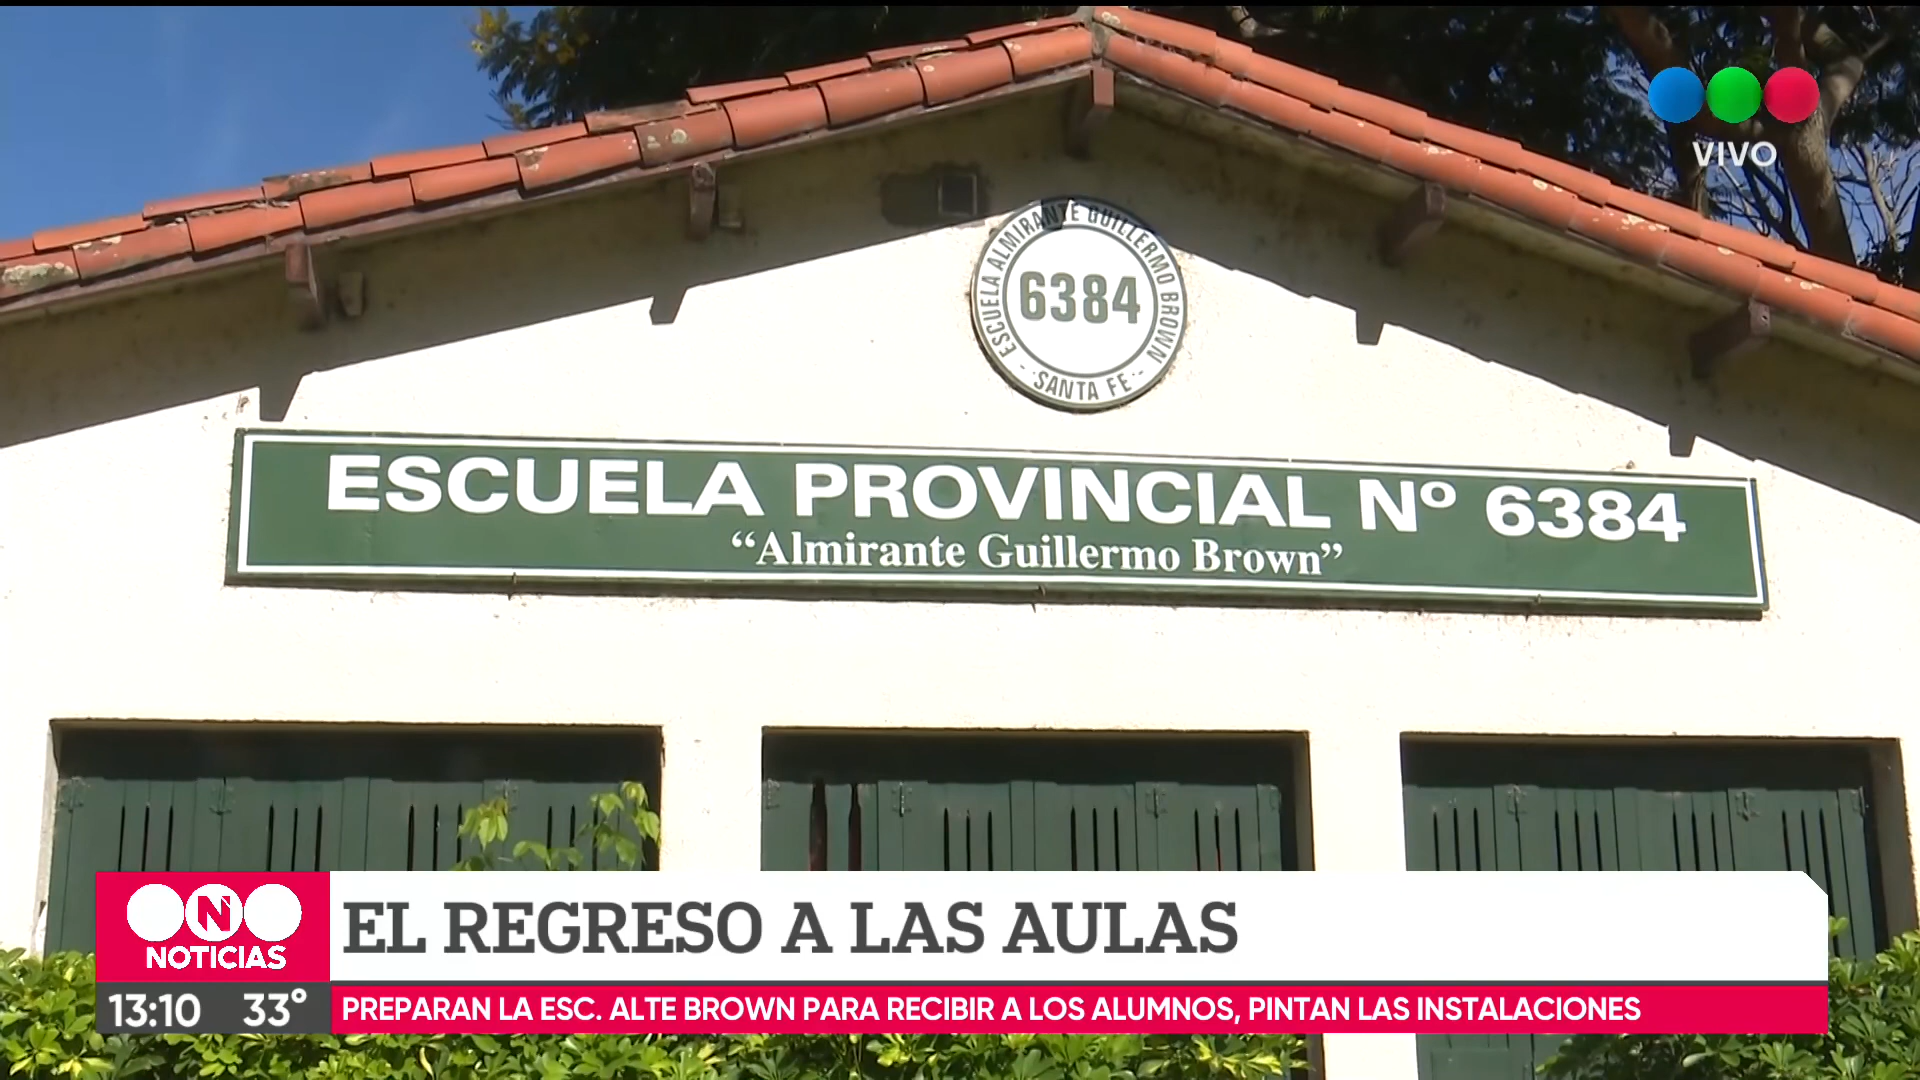 VIVO
ESCUELA ALMIRANTE GUILLERMO BROWN
6384
- SANTA FE -
ESCUELA PROVINCIAL Nº 6384
“Almirante Guillermo Brown”
N
NOTICIAS
EL REGRESO A LAS AULAS
13:10 33°
PREPARAN LA ESC. ALTE BROWN PARA RECIBIR A LOS ALUMNOS, PINTAN LAS INSTALACIONES